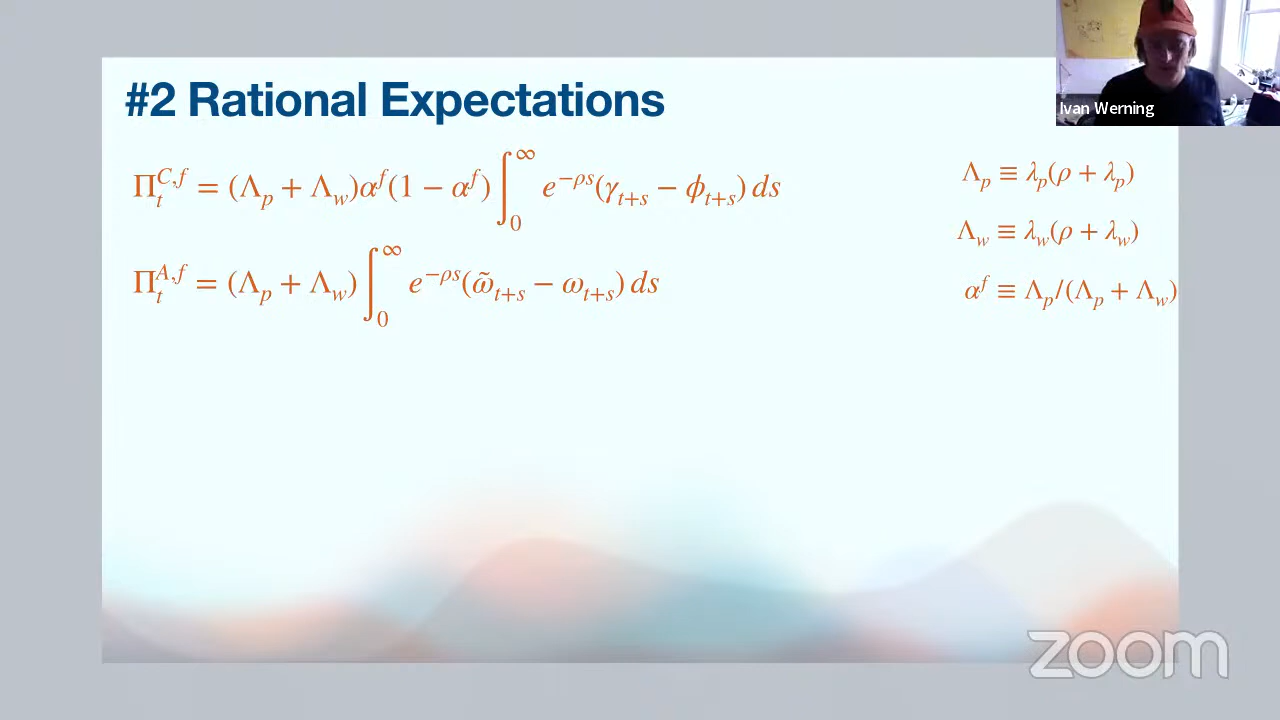 #2 Rational Expectations
Ivan Werning
Π_t^{C,f} = (Λ_p + Λ_w)α^f(1 − α^f) ∫_0^∞ e^{−ρs}(γ_{t+s} − ϕ_{t+s}) ds
Λ_p ≡ λ_p(ρ + λ_p)
Λ_w ≡ λ_w(ρ + λ_w)
Π_t^{A,f} = (Λ_p + Λ_w) ∫_0^∞ e^{−ρs}(ω̃_{t+s} − ω_{t+s}) ds
α^f ≡ Λ_p/(Λ_p + Λ_w)
zoom